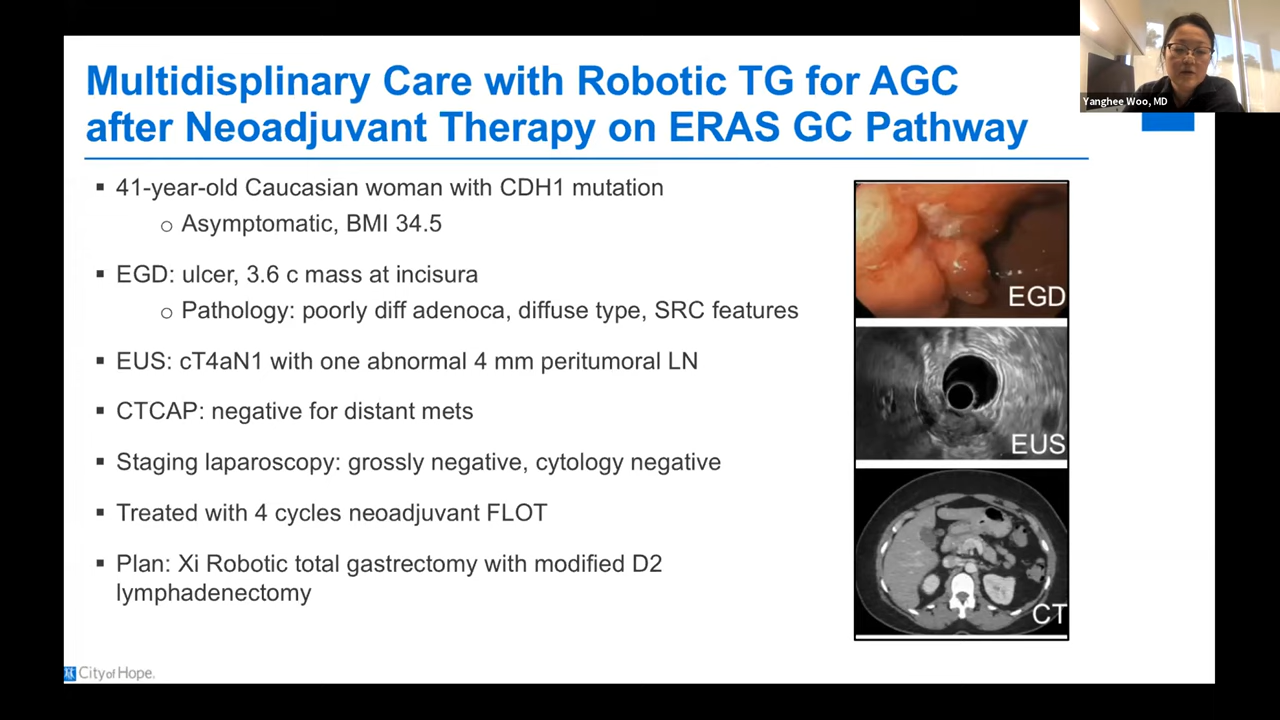 Multidisplinary Care with Robotic TG for AGC
after Neoadjuvant Therapy on ERAS GC Pathway
Yanghee Woo, MD
▪ 41-year-old Caucasian woman with CDH1 mutation
o Asymptomatic, BMI 34.5
▪ EGD: ulcer, 3.6 c mass at incisura
o Pathology: poorly diff adenoca, diffuse type, SRC features
▪ EUS: cT4aN1 with one abnormal 4 mm peritumoral LN
▪ CTCAP: negative for distant mets
▪ Staging laparoscopy: grossly negative, cytology negative
▪ Treated with 4 cycles neoadjuvant FLOT
▪ Plan: Xi Robotic total gastrectomy with modified D2
lymphadenectomy
EGD
EUS
CT
City of Hope.